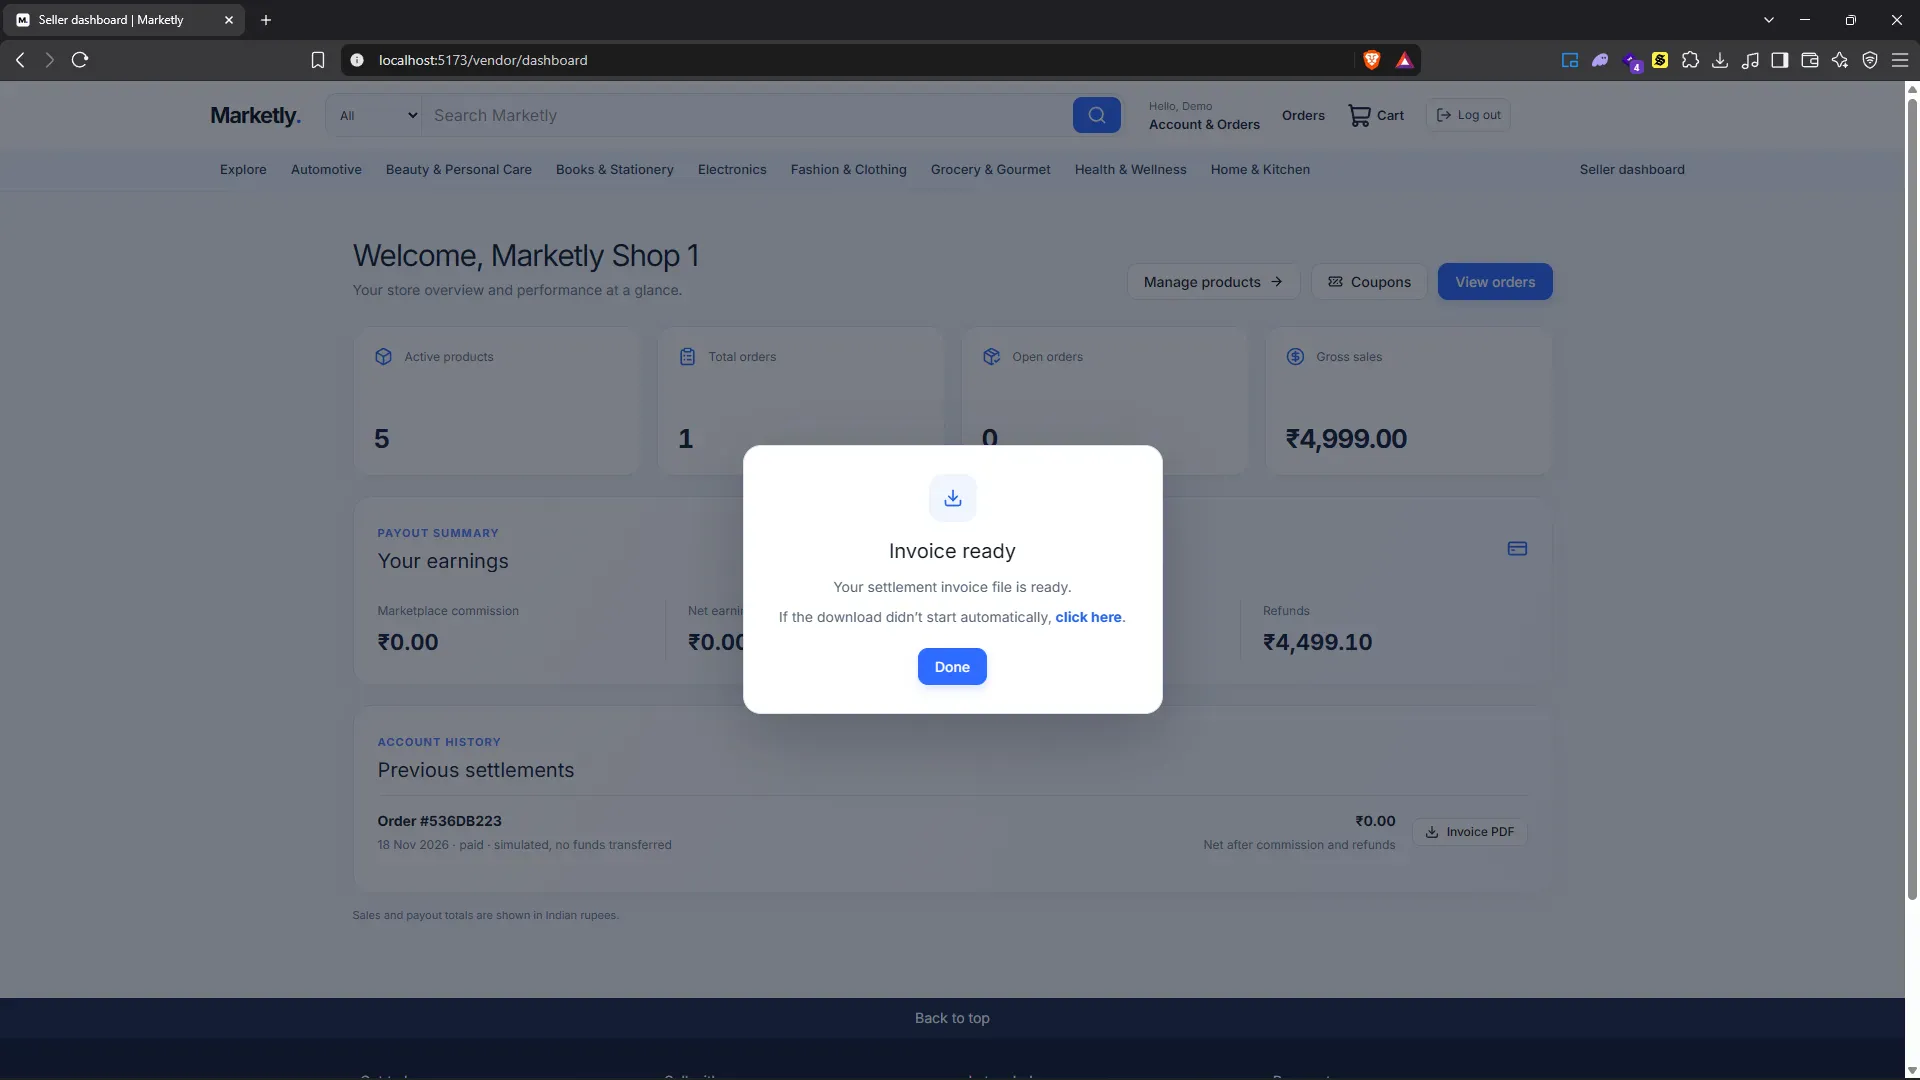 Seller dashboard | Marketly
localhost:5173/vendor/dashboard
4
Marketly.
All
Search Marketly
Hello, Demo
Account & Orders
Orders
Cart
Log out
Explore
Automotive
Beauty & Personal Care
Books & Stationery
Electronics
Fashion & Clothing
Grocery & Gourmet
Health & Wellness
Home & Kitchen
Seller dashboard
Welcome, Marketly Shop 1
Your store overview and performance at a glance.
Manage products
Coupons
View orders
Active products
5
Total orders
1
Open orders
0
Gross sales
₹4,999.00
Invoice ready
Your settlement invoice file is ready.
If the download didn't start automatically, click here.
Done
PAYOUT SUMMARY
Your earnings
Marketplace commission
₹0.00
Net
₹0.00
Refunds
₹4,499.10
ACCOUNT HISTORY
Previous settlements
Order #536DB223
18 Nov 2026 · paid · simulated, no funds transferred
₹0.00
Net after commission and refunds
Invoice PDF
Sales and payout totals are shown in Indian rupees.
Back to top